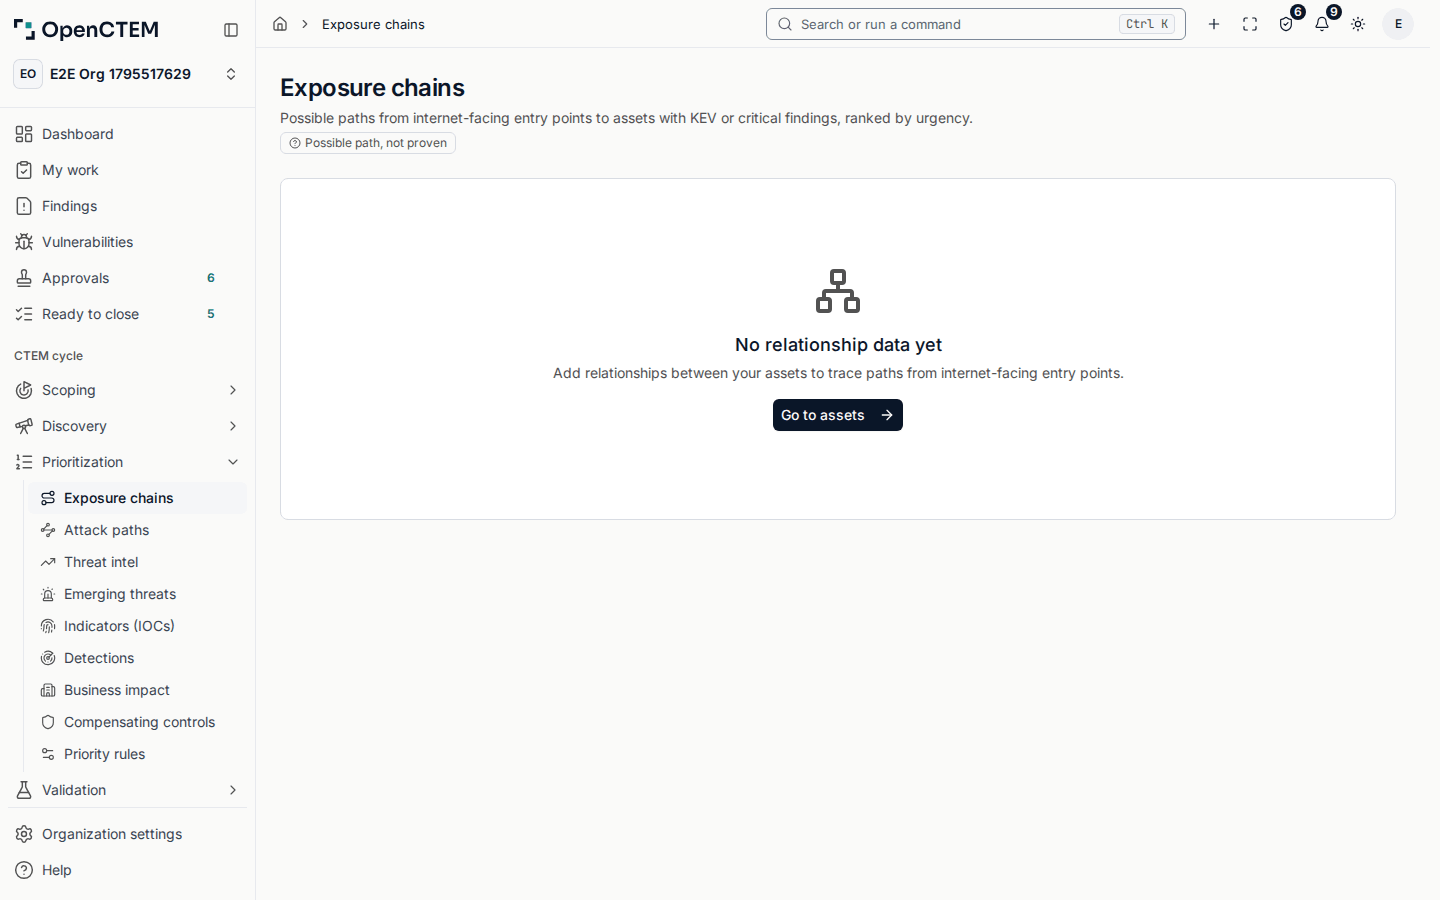 OpenCTEM
EO
E2E Org 1795517629
Dashboard
My work
Findings
Vulnerabilities
Approvals
6
Ready to close
5
CTEM cycle
Scoping
Discovery
Prioritization
Exposure chains
Attack paths
Threat intel
Emerging threats
Indicators (IOCs)
Detections
Business impact
Compensating controls
Priority rules
Validation
Organization settings
Help
Exposure chains
Search or run a command
Ctrl K
6
9
E
Exposure chains
Possible paths from internet-facing entry points to assets with KEV or critical findings, ranked by urgency.
Possible path, not proven
No relationship data yet
Add relationships between your assets to trace paths from internet-facing entry points.
Go to assets